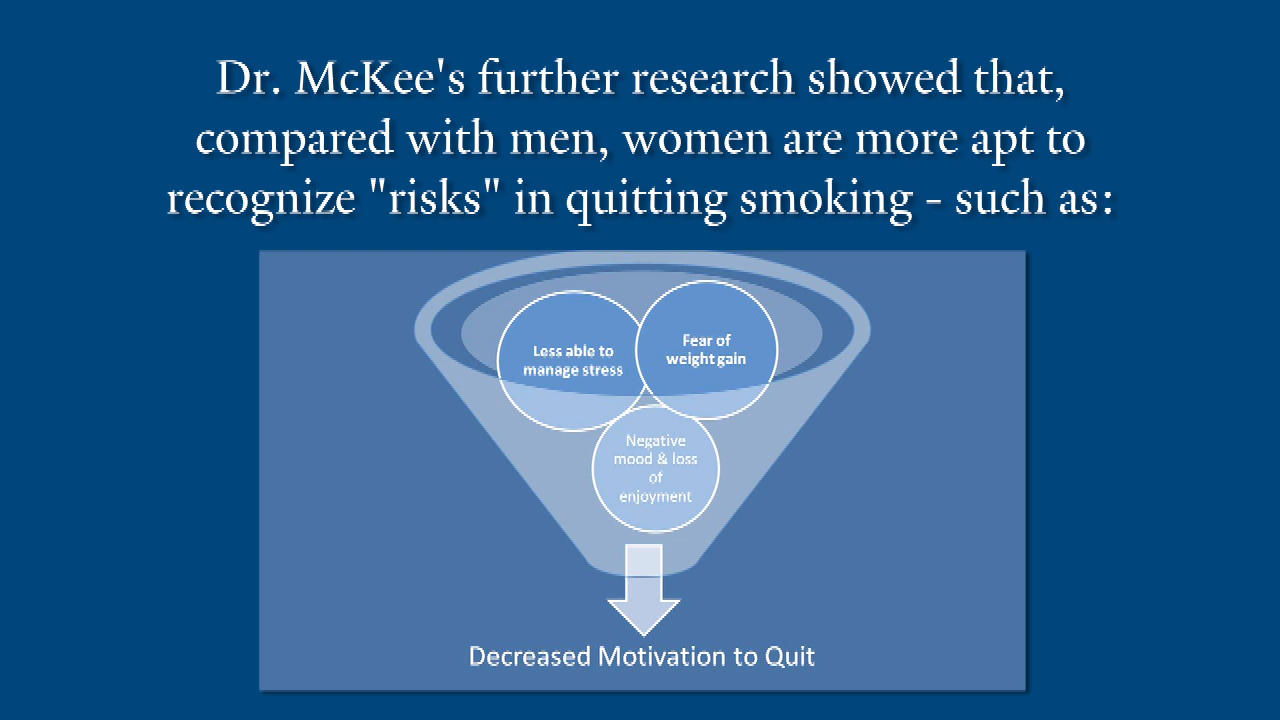 Dr. McKee's further research showed that,
compared with men, women are more apt to
recognize "risks" in quitting smoking - such as:
Less able to
manage stress
Fear of
weight gain
Negative
mood & loss
of
enjoyment
Decreased Motivation to Quit